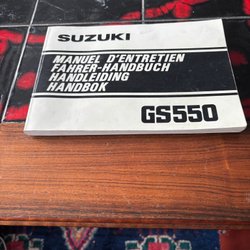 SUZUKI
MANUEL D'ENTRETIEN
FAHRER-HANDBUCH
HANDLEIDING
HANDBOK
GS550